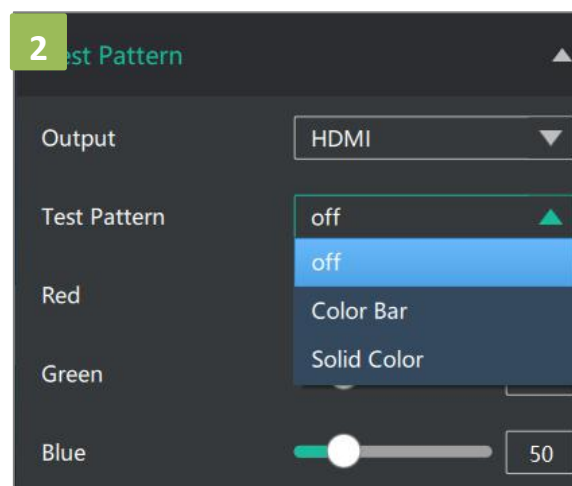 2
est Pattern
Output HDMI
Test Pattern off
off
Red
Color Bar
Solid Color
Green
Blue 50